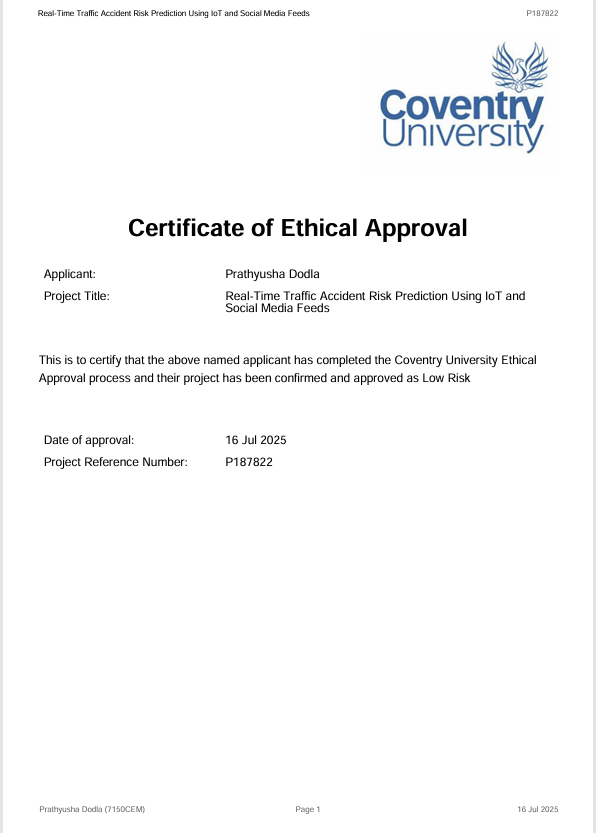 Real-Time Traffic Accident Risk Prediction Using IoT and Social Media Feeds P187822
Coventry
University
Certificate of Ethical Approval
Applicant: Prathyusha Dodla
Project Title: Real-Time Traffic Accident Risk Prediction Using IoT and
Social Media Feeds
This is to certify that the above named applicant has completed the Coventry University Ethical
Approval process and their project has been confirmed and approved as Low Risk
Date of approval: 16 Jul 2025
Project Reference Number: P187822
Prathyusha Dodla (7150CEM) Page 1 16 Jul 2025